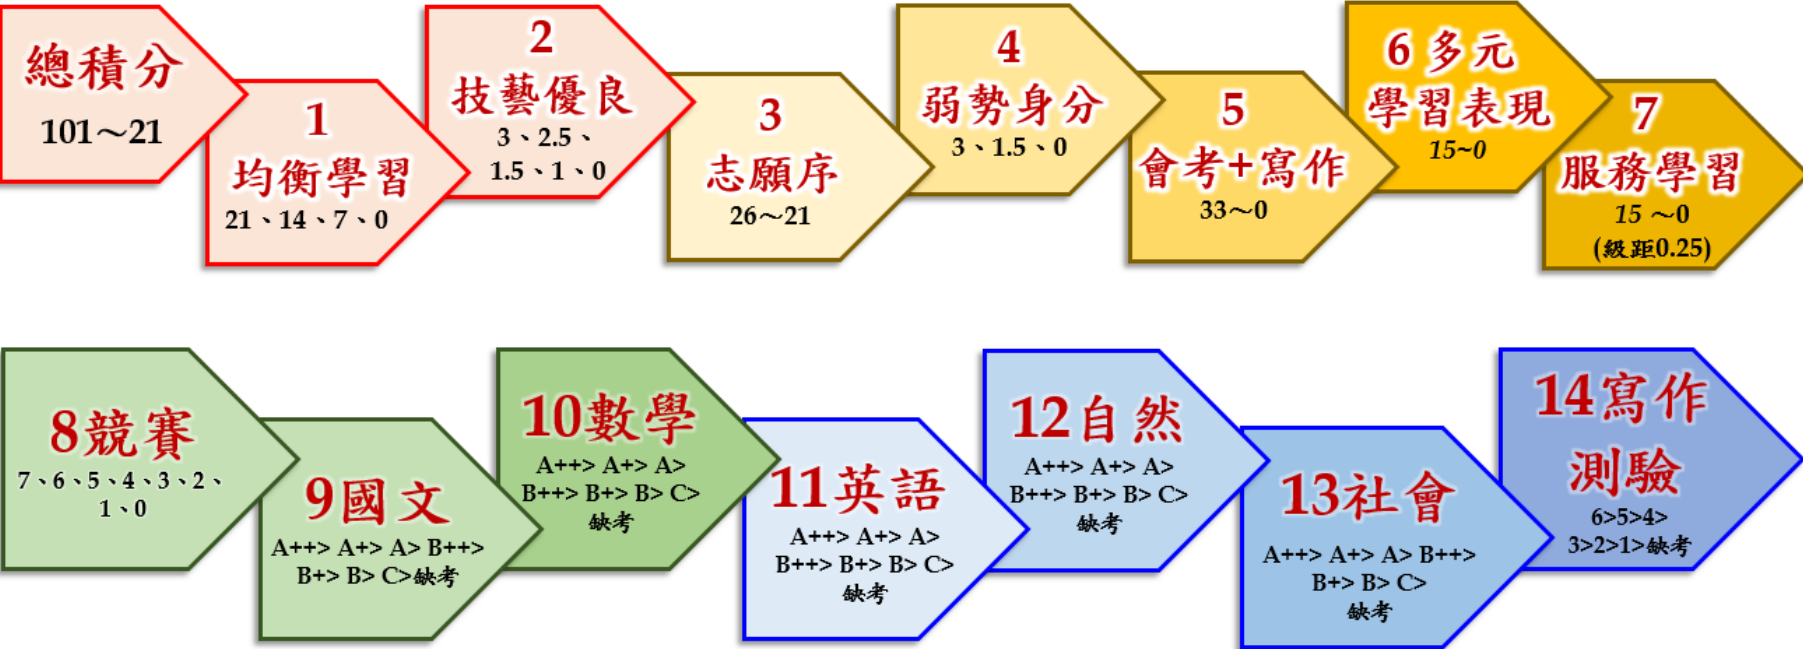 總積分
101～21
1
均衡學習
21、14、7、0
2
技藝優良
3、2.5、
1.5、1、0
3
志願序
26～21
4
弱勢身分
3、1.5、0
5
會考+寫作
33～0
6 多元
學習表現
15~0
7
服務學習
15 ～0
(級距0.25)
8競賽
7、6、5、4、3、2、
1、0
9國文
A++> A+> A> B++>
B+> B> C>缺考
10數學
A++> A+> A>
B++> B+> B> C>
缺考
11英語
A++> A+> A>
B++> B+> B> C>
缺考
12自然
A++> A+> A>
B++> B+> B> C>
缺考
13社會
A++> A+> A> B++>
B+> B> C>
缺考
14寫作
測驗
6>5>4>
3>2>1>缺考